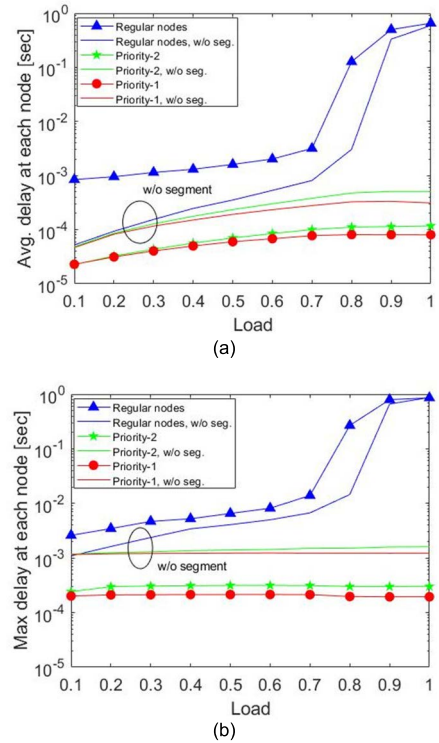 Avg. delay at each node [sec]
10^0
10^-1
10^-2
10^-3
10^-4
10^-5
Regular nodes
Regular nodes, w/o seg.
Priority-2
Priority-2, w/o seg.
Priority-1
Priority-1, w/o seg.
w/o segment
0.1 0.2 0.3 0.4 0.5 0.6 0.7 0.8 0.9 1
Load
(a)
Max delay at each node [sec]
10^0
10^-1
10^-2
10^-3
10^-4
10^-5
Regular nodes
Regular nodes, w/o seg.
Priority-2
Priority-2, w/o seg.
Priority-1
Priority-1, w/o seg.
w/o segment
0.1 0.2 0.3 0.4 0.5 0.6 0.7 0.8 0.9 1
Load
(b)